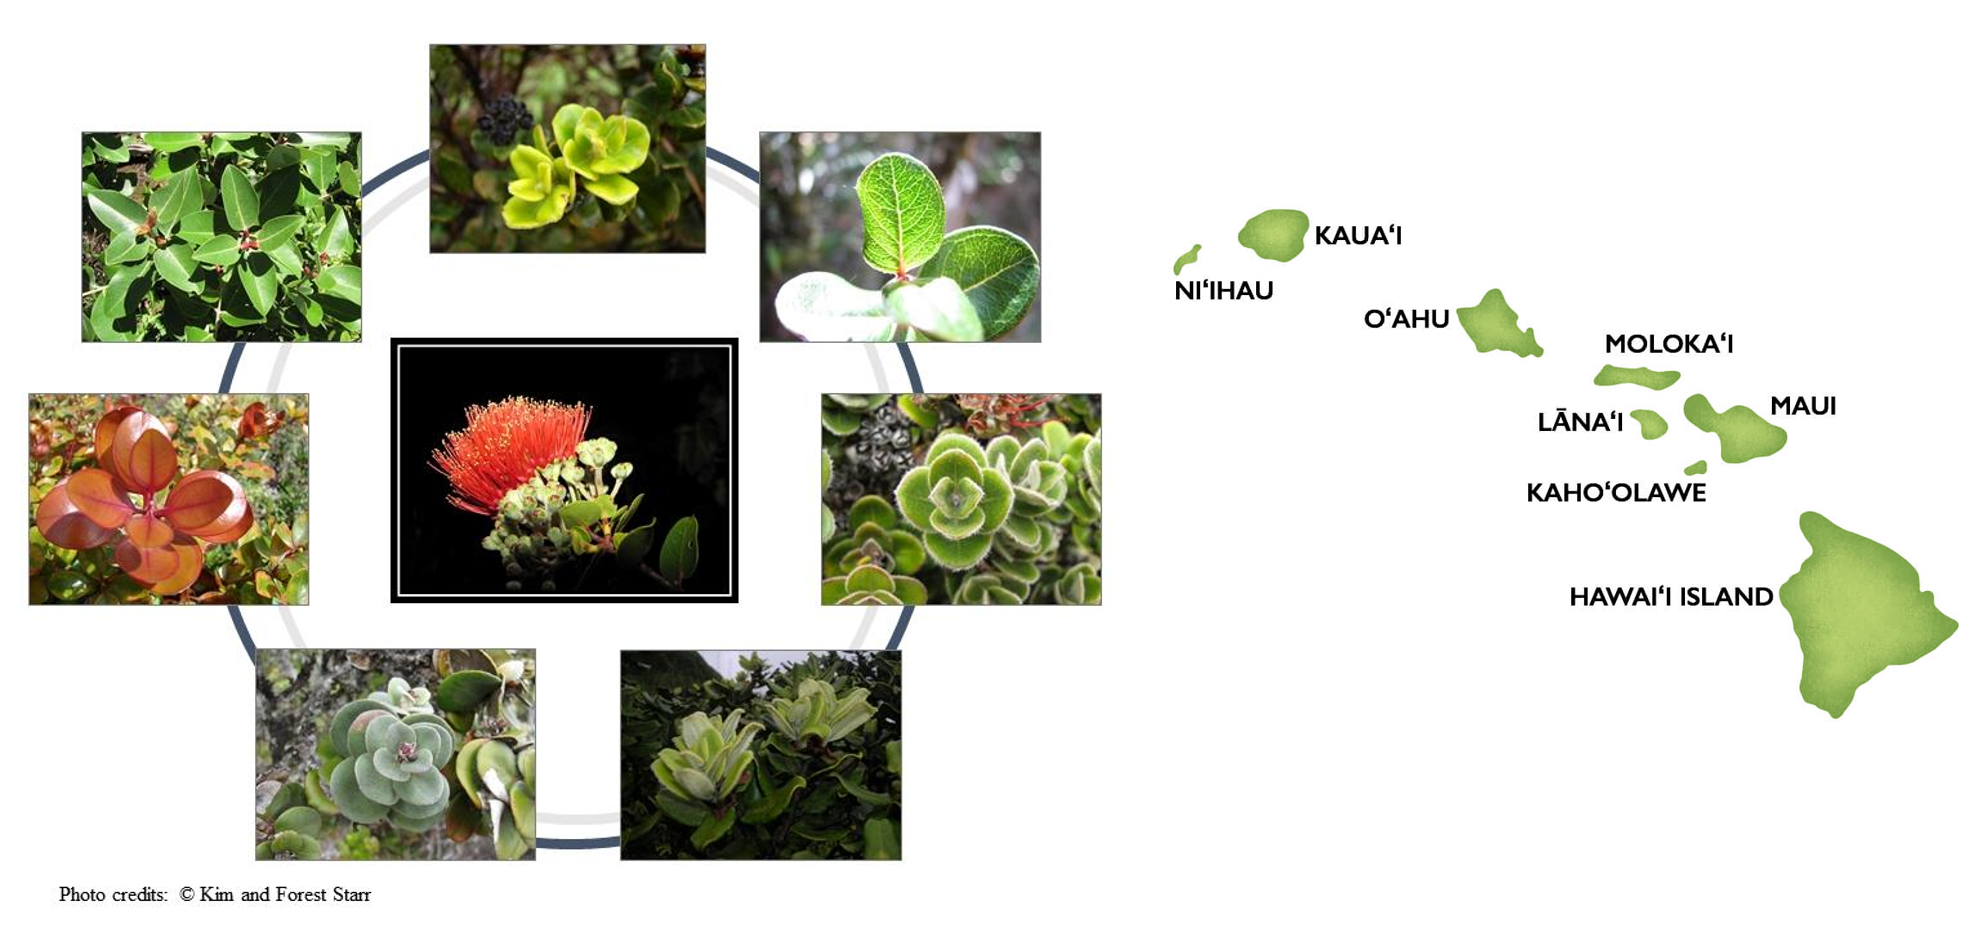 KAUAʻI
NIʻIHAU
OʻAHU
MOLOKAʻI
MAUI
LĀNAʻI
KAHOʻOLAWE
HAWAIʻI ISLAND
Photo credits: © Kim and Forest Starr